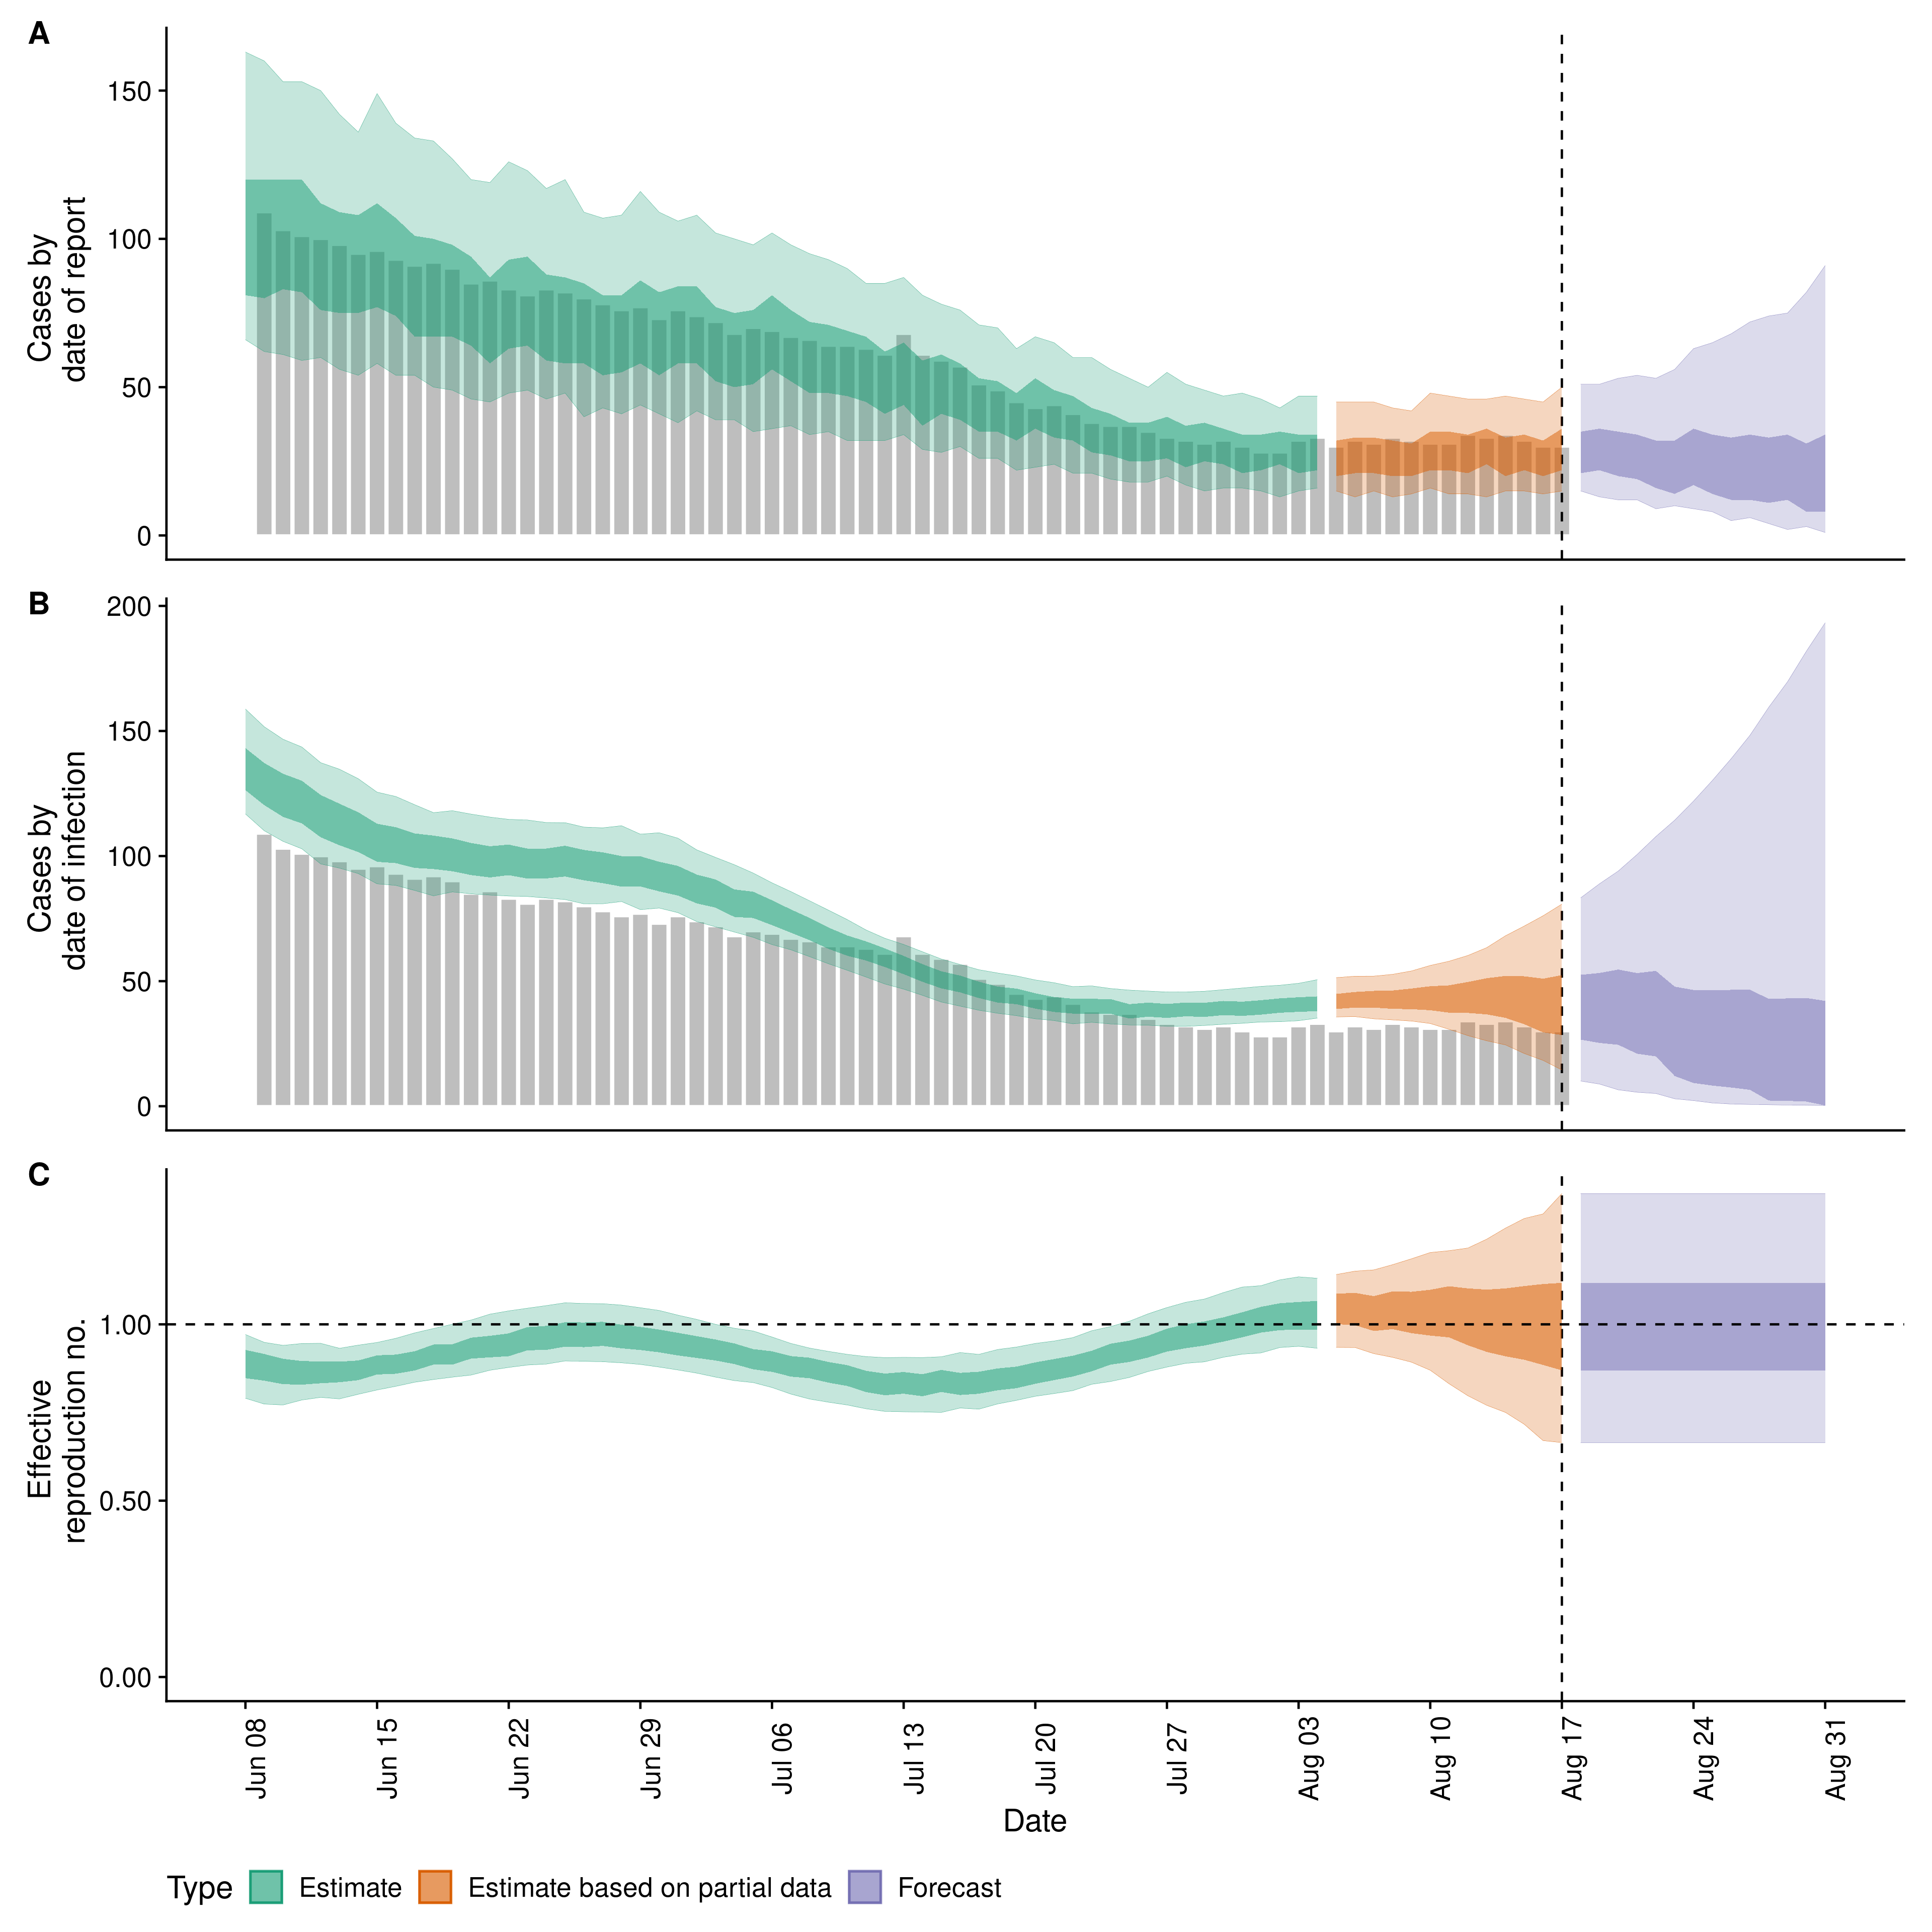 A
150
100
50
0
Cases by
date of report
B
200
150
100
50
0
Cases by
date of infection
C
1.00
0.50
0.00
Effective
reproduction no.
Jun 08
Jun 15
Jun 22
Jun 29
Jul 06
Jul 13
Jul 20
Jul 27
Aug 03
Aug 10
Aug 17
Aug 24
Aug 31
Date
Type Estimate Estimate based on partial data Forecast